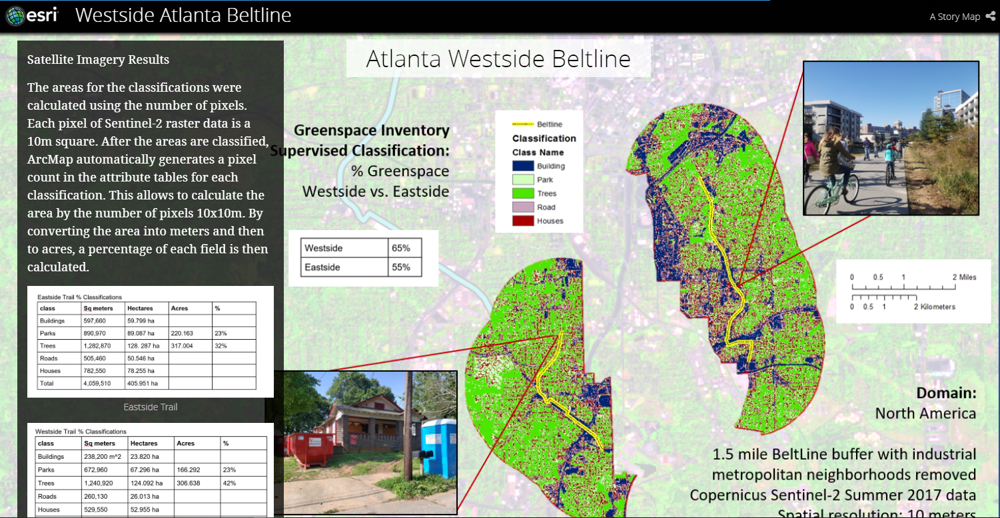 esri Westside Atlanta Beltline
A Story Map
Satellite Imagery Results
The areas for the classifications were
calculated using the number of pixels.
Each pixel of Sentinel-2 raster data is a
10m square. After the areas are classified,
ArcMap automatically generates a pixel
count in the attribute tables for each
classification. This allows to calculate the
area by the number of pixels 10x10m. By
converting the area into meters and then
to acres, a percentage of each field is then
calculated.
Eastside Trail % Classifications
class Sq meters Hectares Acres %
Buildings 597,660 59.799 ha
Parks 890,970 89.087 ha 220.163 23%
Trees 1,282,870 128. 287 ha 317.004 32%
Roads 505,460 50.546 ha
Houses 782,550 78.255 ha
Total 4,059,510 405.951 ha
Eastside Trail
Westside Trail % Classifications
class Sq meters Hectares Acres %
Buildings 238,200 m^2 23.820 ha
Parks 672,960 67.296 ha 166.292 23%
Trees 1,240,920 124.092 ha 306.638 42%
Roads 260,130 26.013 ha
Houses 529,550 52.955 ha
Atlanta Westside Beltline
Greenspace Inventory
Supervised Classification:
% Greenspace
Westside vs. Eastside
Westside 65%
Eastside 55%
Beltline
Classification
Class Name
Building
Park
Trees
Road
Houses
0 0.5 1 2 Miles
0 0.5 1 2 Kilometers
Domain:
North America
1.5 mile BeltLine buffer with industrial
metropolitan neighborhoods removed
Copernicus Sentinel-2 Summer 2017 data
Spatial resolution: 10 meters